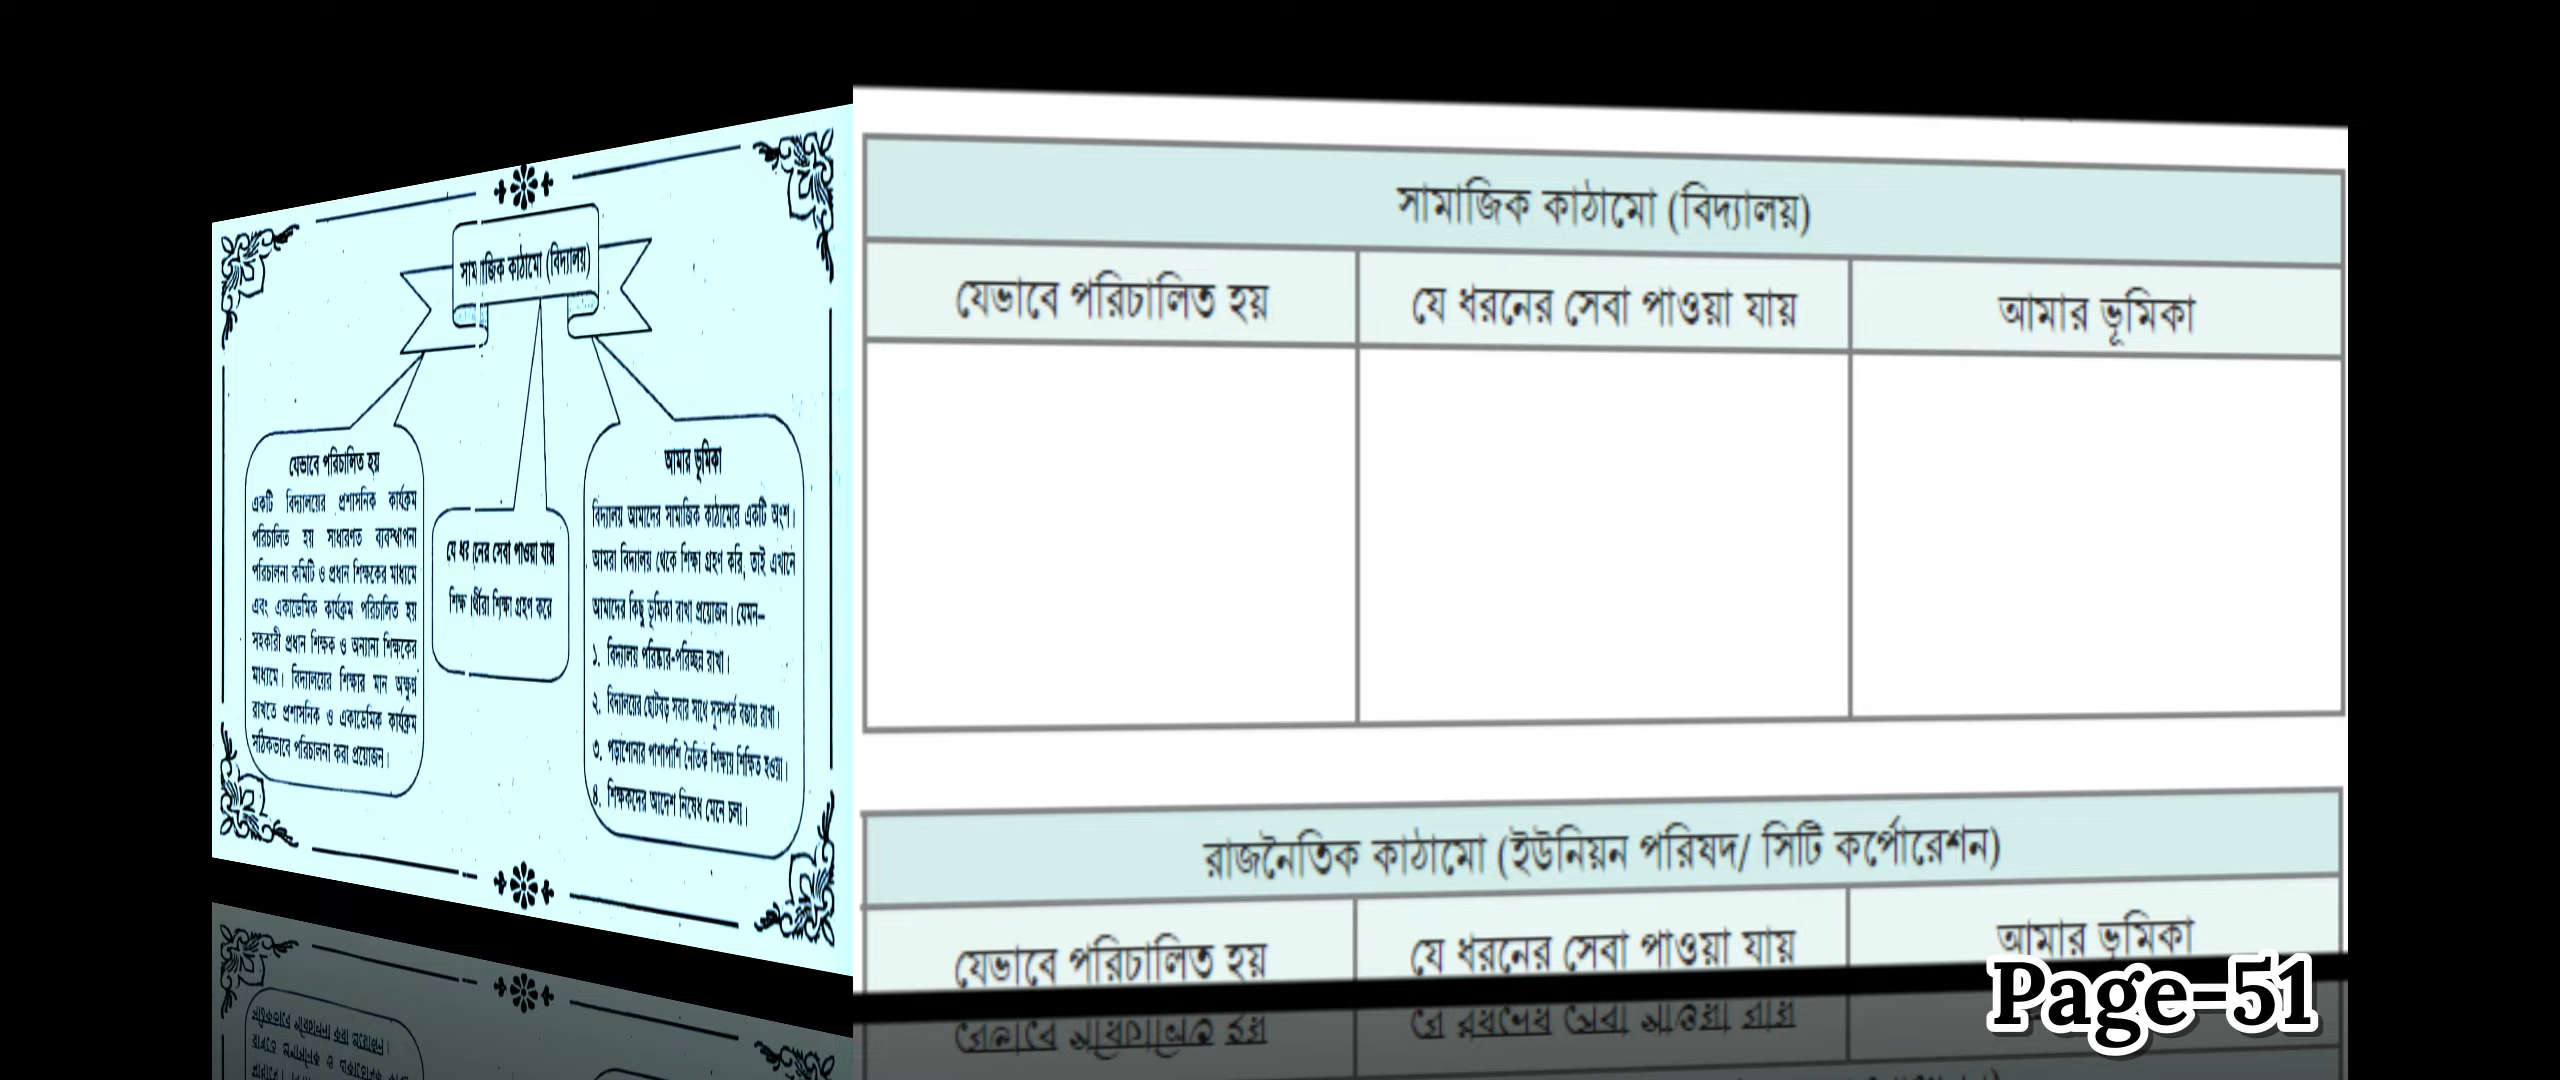 সামাজিক কাঠামো (বিদ্যালয়)
যেভাবে পরিচালিত হয়
একটি বিদ্যালয়ের প্রশাসনিক কার্যক্রম
পরিচালিত হয় সাধারণত ব্যবস্থাপনা
পরিচালনা কমিটি ও প্রধান শিক্ষকের মাধ্যমে
এবং একাডেমিক কার্যক্রম পরিচালিত হয়
সহকারী প্রধান শিক্ষক ও অন্যান্য শিক্ষকের
মাধ্যমে। বিদ্যালয়ের শিক্ষার মান অক্ষুণ্ন
রাখতে প্রশাসনিক ও একাডেমিক কার্যক্রম
সঠিকভাবে পরিচালনা করা প্রয়োজন।
যে ধরনের সেবা পাওয়া যায়
শিক্ষার্থীরা শিক্ষা গ্রহণ করে
আমার ভূমিকা
বিদ্যালয় আমাদের সামাজিক কাঠামোর একটি অংশ।
আমরা বিদ্যালয় থেকে শিক্ষা গ্রহণ করি, তাই এখানে
আমাদের কিছু ভূমিকা রাখা প্রয়োজন। যেমন–
১. বিদ্যালয় পরিষ্কার-পরিচ্ছন্ন রাখা।
২. বিদ্যালয়ের ছোটবড় সবার সাথে সুসম্পর্ক বজায় রাখা।
৩. পড়াশোনার পাশাপাশি নৈতিক শিক্ষায় শিক্ষিত হওয়া।
৪. শিক্ষকদের আদেশ নিষেধ মেনে চলা।
সামাজিক কাঠামো (বিদ্যালয়)
যেভাবে পরিচালিত হয় যে ধরনের সেবা পাওয়া যায় আমার ভূমিকা
রাজনৈতিক কাঠামো (ইউনিয়ন পরিষদ/ সিটি কর্পোরেশন)
যেভাবে পরিচালিত হয় যে ধরনের সেবা পাওয়া যায় আমার ভূমিকা
Page-51